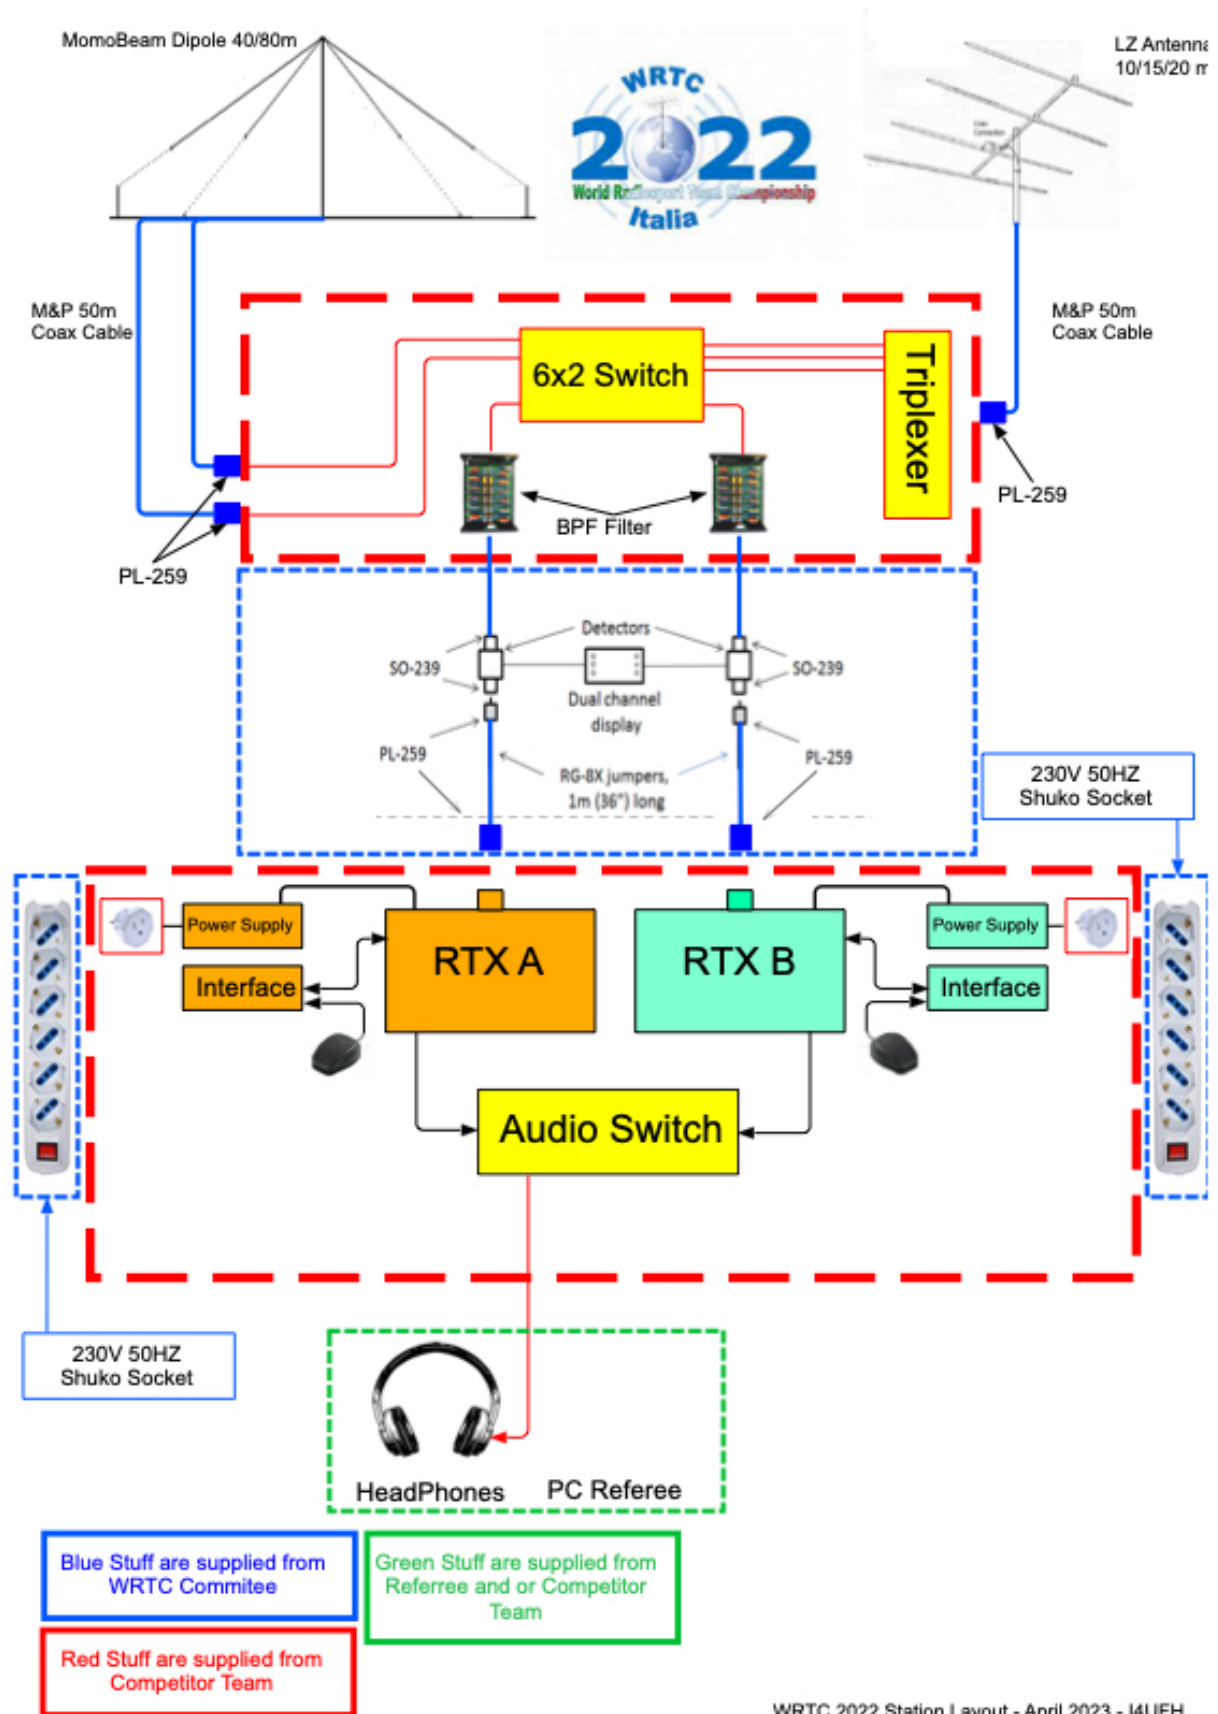 MomoBeam Dipole 40/80m
WRTC
2022
World Radiosport Team Championship
Italia
LZ Antenna
10/15/20 m
M&P 50m
Coax Cable
M&P 50m
Coax Cable
6x2 Switch
Triplexer
BPF Filter
PL-259
PL-259
Detectors
SO-239
SO-239
Dual channel
display
PL-259
PL-259
RG-8X jumpers,
1m (36") long
230V 50HZ
Shuko Socket
Power Supply
RTX A
RTX B
Power Supply
Interface
Interface
Audio Switch
230V 50HZ
Shuko Socket
HeadPhones
PC Referee
Blue Stuff are supplied from
WRTC Commitee
Green Stuff are supplied from
Referree and or Competitor
Team
Red Stuff are supplied from
Competitor Team
WRTC 2022 Station Layout - April 2023 - I4UFH